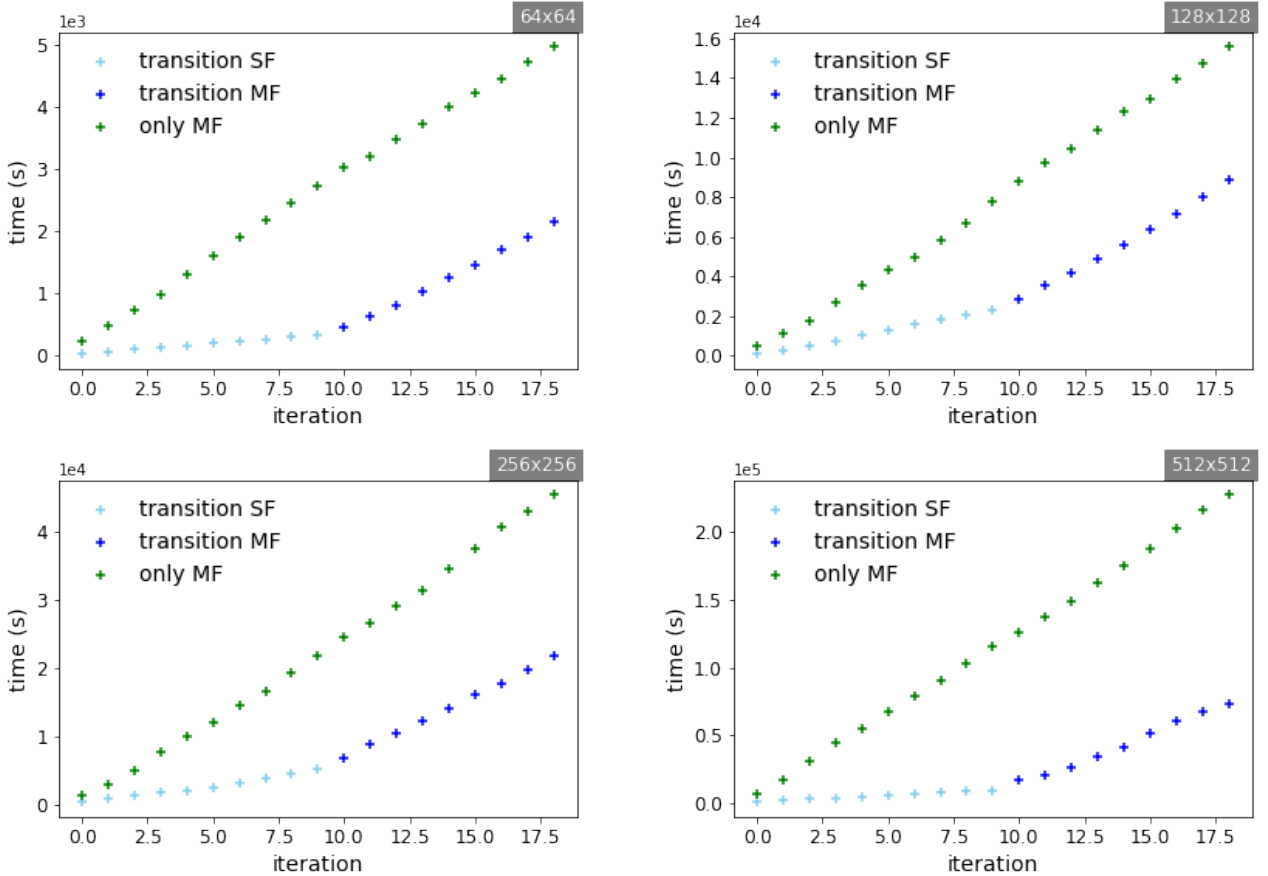 1e3
64x64
transition SF
transition MF
only MF
5
4
3
2
1
0
time (s)
0.0 2.5 5.0 7.5 10.0 12.5 15.0 17.5
iteration
1e4
128x128
transition SF
transition MF
only MF
1.6
1.4
1.2
1.0
0.8
0.6
0.4
0.2
0.0
time (s)
0.0 2.5 5.0 7.5 10.0 12.5 15.0 17.5
iteration
1e4
256x256
transition SF
transition MF
only MF
4
3
2
1
0
time (s)
0.0 2.5 5.0 7.5 10.0 12.5 15.0 17.5
iteration
1e5
512x512
transition SF
transition MF
only MF
2.0
1.5
1.0
0.5
0.0
time (s)
0.0 2.5 5.0 7.5 10.0 12.5 15.0 17.5
iteration